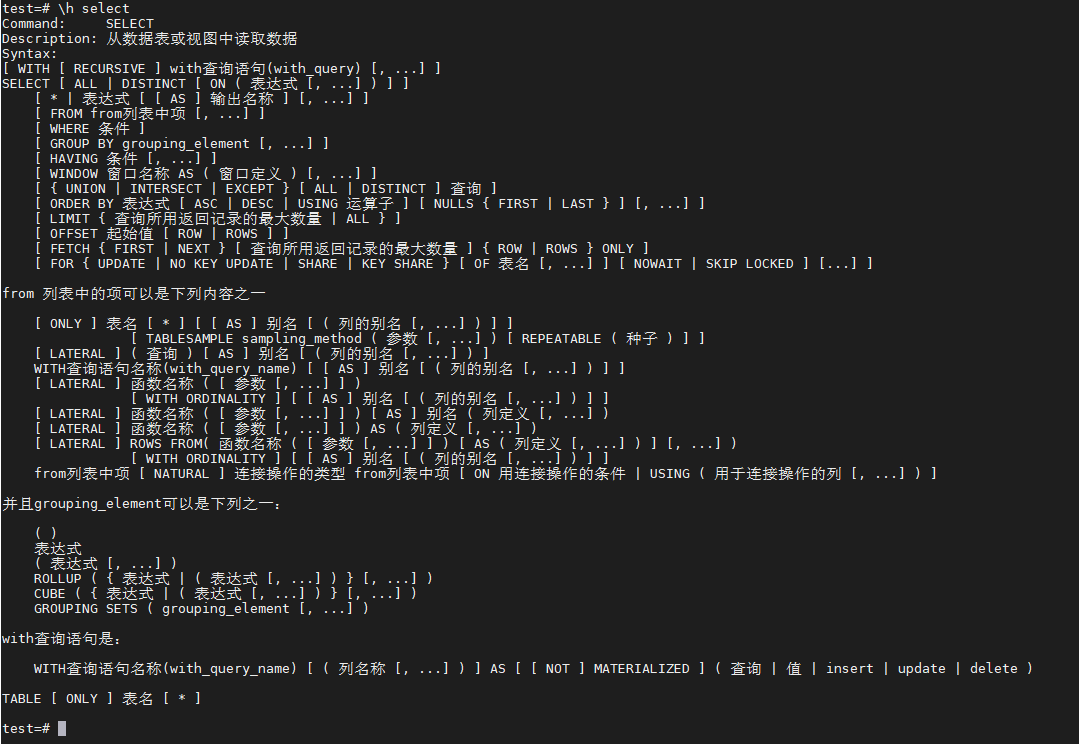 test=# \h select
Command:     SELECT
Description: 从数据表或视图中读取数据
Syntax:
[ WITH [ RECURSIVE ] with查询语句(with_query) [, ...] ]
SELECT [ ALL | DISTINCT [ ON ( 表达式 [, ...] ) ] ]
    [ * | 表达式 [ [ AS ] 输出名称 ] [, ...] ]
    [ FROM from列表中项 [, ...] ]
    [ WHERE 条件 ]
    [ GROUP BY grouping_element [, ...] ]
    [ HAVING 条件 [, ...] ]
    [ WINDOW 窗口名称 AS ( 窗口定义 ) [, ...] ]
    [ { UNION | INTERSECT | EXCEPT } [ ALL | DISTINCT ] 查询 ]
    [ ORDER BY 表达式 [ ASC | DESC | USING 运算子 ] [ NULLS { FIRST | LAST } ] [, ...] ]
    [ LIMIT { 查询所用返回记录的最大数量 | ALL } ]
    [ OFFSET 起始值 [ ROW | ROWS ] ]
    [ FETCH { FIRST | NEXT } [ 查询所用返回记录的最大数量 ] { ROW | ROWS } ONLY ]
    [ FOR { UPDATE | NO KEY UPDATE | SHARE | KEY SHARE } [ OF 表名 [, ...] ] [ NOWAIT | SKIP LOCKED ] [...] ]

from 列表中的项可以是下列内容之一

    [ ONLY ] 表名 [ * ] [ [ AS ] 别名 [ ( 列的别名 [, ...] ) ] ]
                [ TABLESAMPLE sampling_method ( 参数 [, ...] ) [ REPEATABLE ( 种子 ) ] ]
    [ LATERAL ] ( 查询 ) [ AS ] 别名 [ ( 列的别名 [, ...] ) ]
    WITH查询语句名称(with_query_name) [ [ AS ] 别名 [ ( 列的别名 [, ...] ) ] ]
    [ LATERAL ] 函数名称 ( [ 参数 [, ...] ] )
                [ WITH ORDINALITY ] [ [ AS ] 别名 [ ( 列的别名 [, ...] ) ] ]
    [ LATERAL ] 函数名称 ( [ 参数 [, ...] ] ) [ AS ] 别名 ( 列定义 [, ...] )
    [ LATERAL ] 函数名称 ( [ 参数 [, ...] ] ) AS ( 列定义 [, ...] )
    [ LATERAL ] ROWS FROM( 函数名称 ( [ 参数 [, ...] ] ) [ AS ( 列定义 [, ...] ) ] [, ...] )
                [ WITH ORDINALITY ] [ [ AS ] 别名 [ ( 列的别名 [, ...] ) ] ]
    from列表中项 [ NATURAL ] 连接操作的类型 from列表中项 [ ON 用连接操作的条件 | USING ( 用于连接操作的列 [, ...] ) ]

并且grouping_element可以是下列之一：

    ( )
    表达式
    ( 表达式 [, ...] )
    ROLLUP ( { 表达式 | ( 表达式 [, ...] ) } [, ...] )
    CUBE ( { 表达式 | ( 表达式 [, ...] ) } [, ...] )
    GROUPING SETS ( grouping_element [, ...] )

with查询语句是：

    WITH查询语句名称(with_query_name) [ ( 列名称 [, ...] ) ] AS [ [ NOT ] MATERIALIZED ] ( 查询 | 值 | insert | update | delete )

TABLE [ ONLY ] 表名 [ * ]

test=#